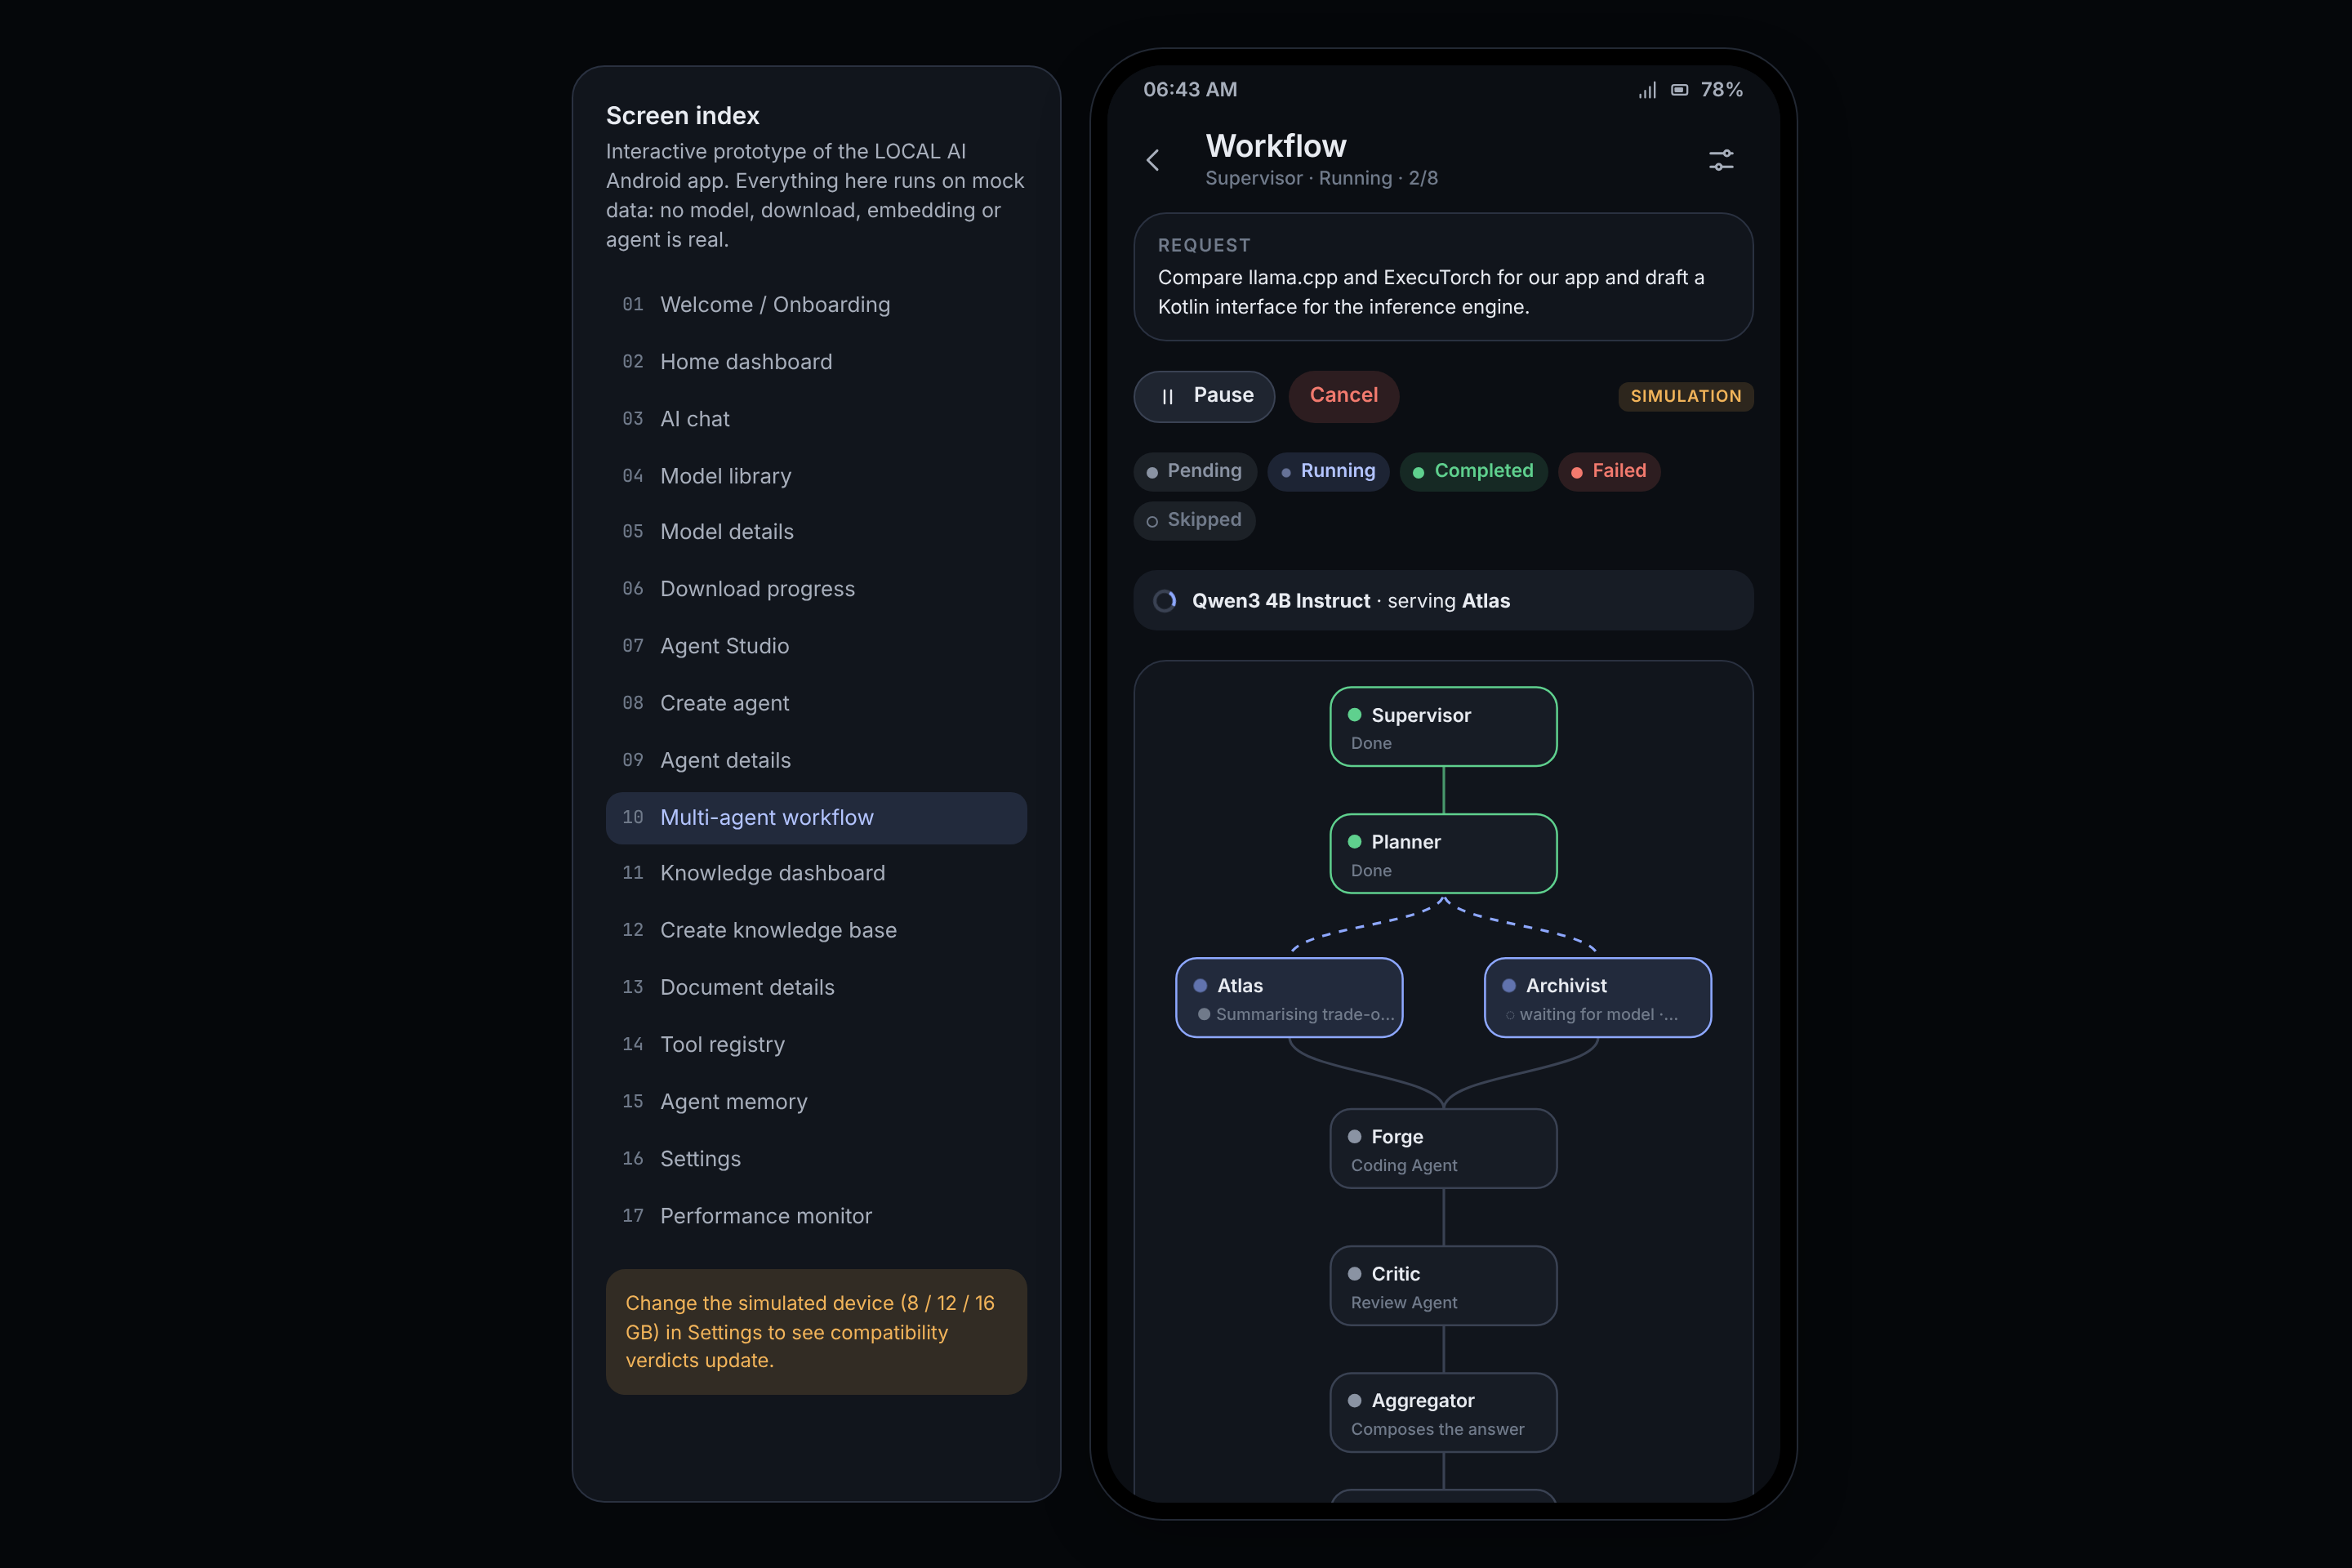 Screen index
Interactive prototype of the LOCAL AI
Android app. Everything here runs on mock
data: no model, download, embedding or
agent is real.
01 Welcome / Onboarding
02 Home dashboard
03 AI chat
04 Model library
05 Model details
06 Download progress
07 Agent Studio
08 Create agent
09 Agent details
10 Multi-agent workflow
11 Knowledge dashboard
12 Create knowledge base
13 Document details
14 Tool registry
15 Agent memory
16 Settings
17 Performance monitor
Change the simulated device (8 / 12 / 16
GB) in Settings to see compatibility
verdicts update.
06:43 AM 78%
Workflow
Supervisor · Running · 2/8
REQUEST
Compare llama.cpp and ExecuTorch for our app and draft a
Kotlin interface for the inference engine.
Pause Cancel SIMULATION
Pending Running Completed Failed
Skipped
Qwen3 4B Instruct · serving Atlas
Supervisor
Done
Planner
Done
Atlas
Summarising trade-o...
Archivist
waiting for model ·...
Forge
Coding Agent
Critic
Review Agent
Aggregator
Composes the answer